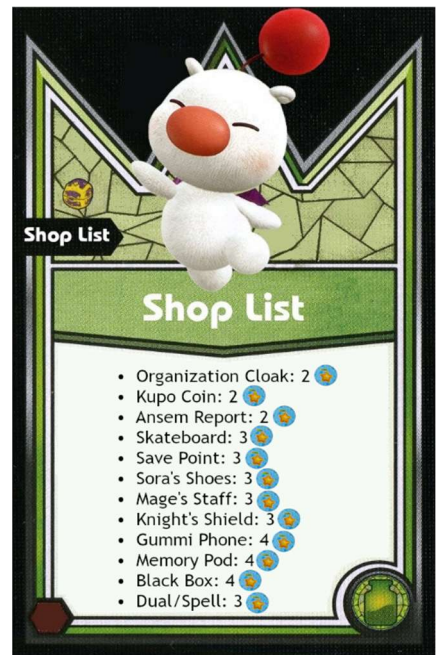 Shop List
Shop List
• Organization Cloak: 2
• Kupo Coin: 2
• Ansem Report: 2
• Skateboard: 3
• Save Point: 3
• Sora's Shoes: 3
• Mage's Staff: 3
• Knight's Shield: 3
• Gummi Phone: 4
• Memory Pod: 4
• Black Box: 4
• Dual/Spell: 3